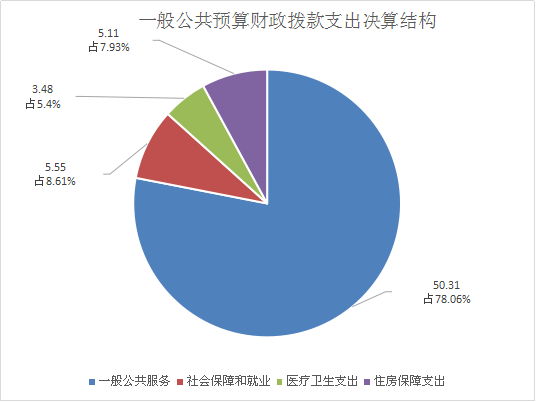 一般公共预算财政拨款支出决算结构
5.11
占7.93%
3.48
占5.4%
5.55
占8.61%
50.31
占78.06%
一般公共服务 社会保障和就业 医疗卫生支出 住房保障支出